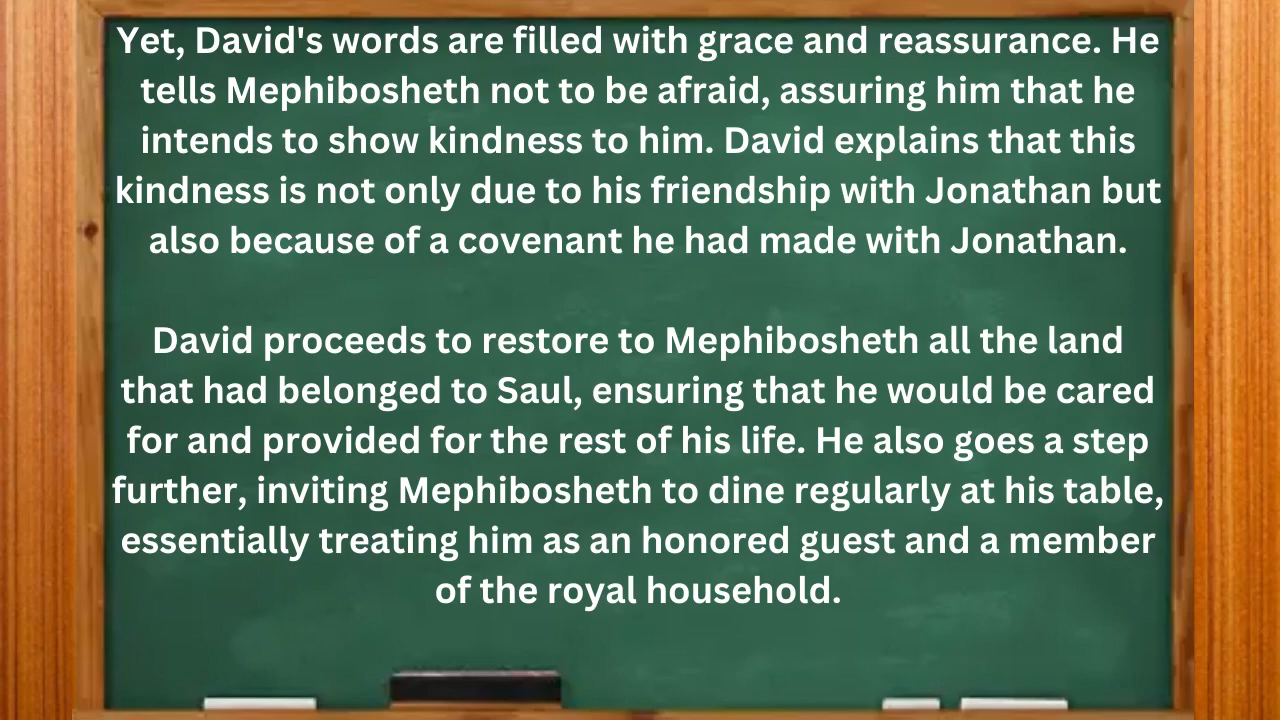 Yet, David's words are filled with grace and reassurance. He
tells Mephibosheth not to be afraid, assuring him that he
intends to show kindness to him. David explains that this
kindness is not only due to his friendship with Jonathan but
also because of a covenant he had made with Jonathan.
David proceeds to restore to Mephibosheth all the land
that had belonged to Saul, ensuring that he would be cared
for and provided for the rest of his life. He also goes a step
further, inviting Mephibosheth to dine regularly at his table,
essentially treating him as an honored guest and a member
of the royal household.